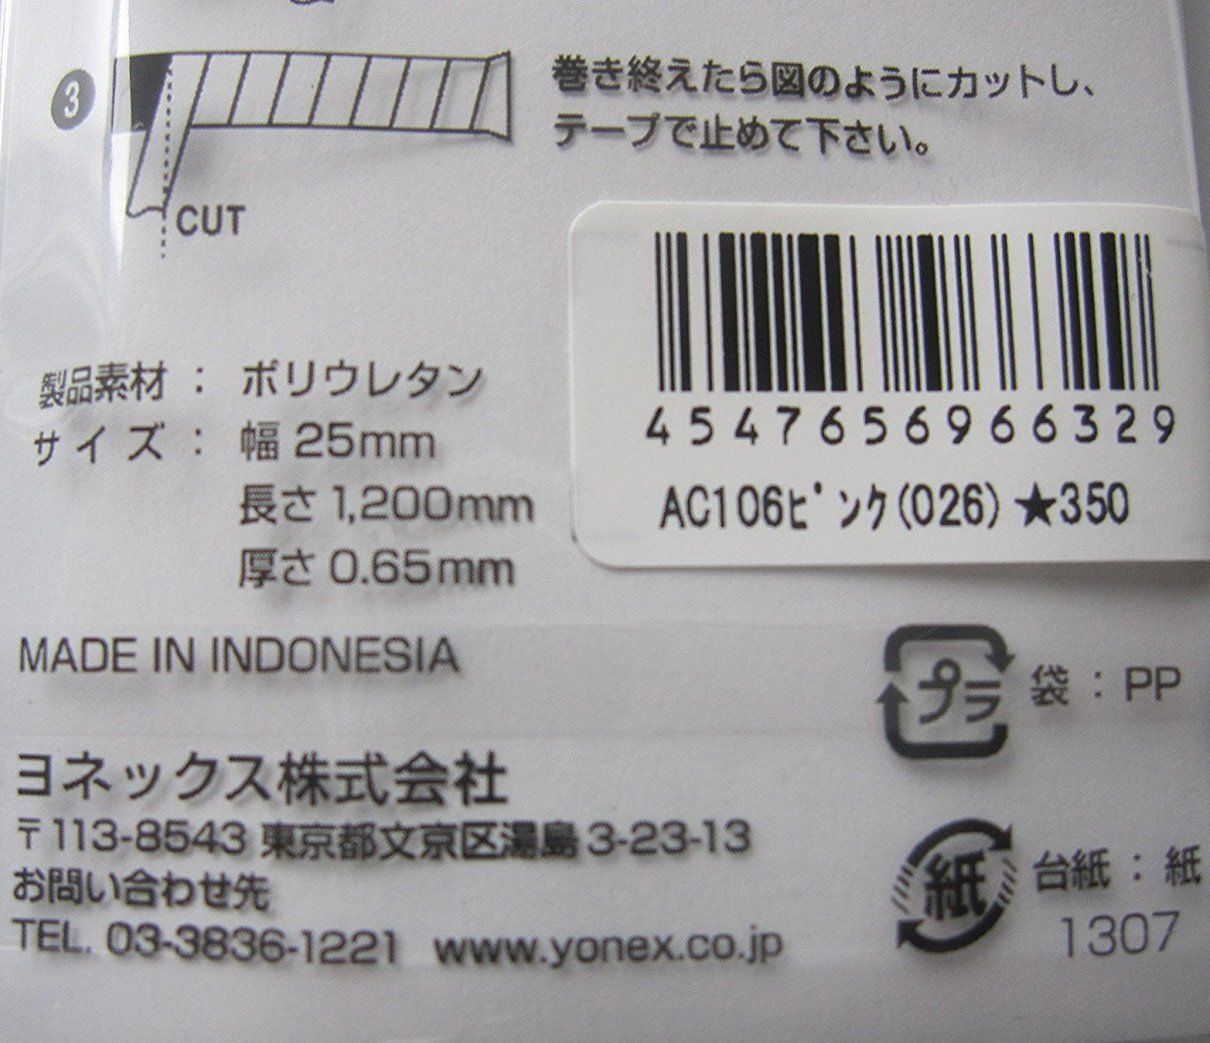 3
巻き終えたら図のようにカットし、
テープで止めて下さい。
CUT
4547656966329
AC106ピンク(026)★350
製品素材：ポリウレタン
サイズ：幅 25mm
長さ 1,200mm
厚さ 0.65mm
MADE IN INDONESIA
プラ 袋：PP
ヨネックス株式会社
〒113-8543 東京都文京区湯島3-23-13
お問い合わせ先
TEL. 03-3836-1221 www.yonex.co.jp
紙 台紙：紙
1307